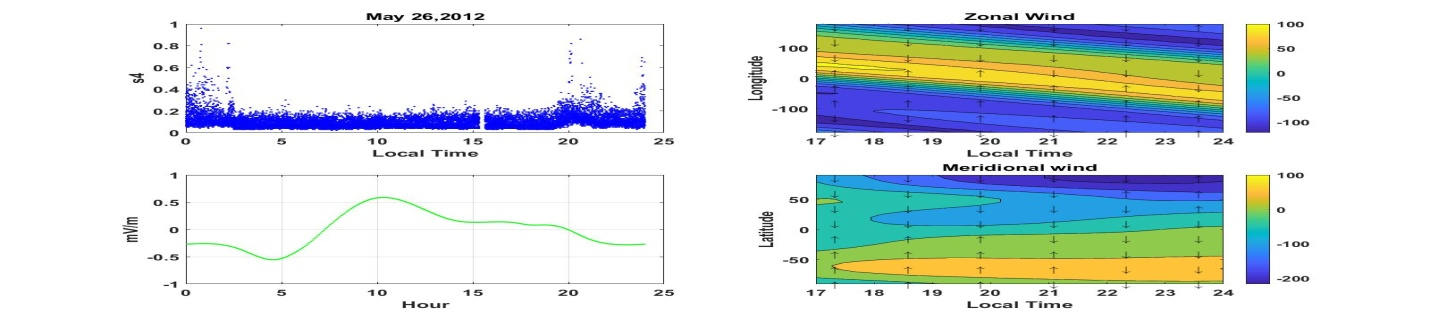 May 26,2012
1
0.8
0.6
0.4
0.2
0
s4
0 5 10 15 20 25
Local Time
1
0.5
0
-0.5
-1
mV/m
0 5 10 15 20 25
Hour
Zonal Wind
100
0
-100
Longitude
17 18 19 20 21 22 23 24
Local Time
100
50
0
-50
-100
Meridional wind
50
0
-50
Latitude
17 18 19 20 21 22 23 24
Local Time
100
0
-100
-200